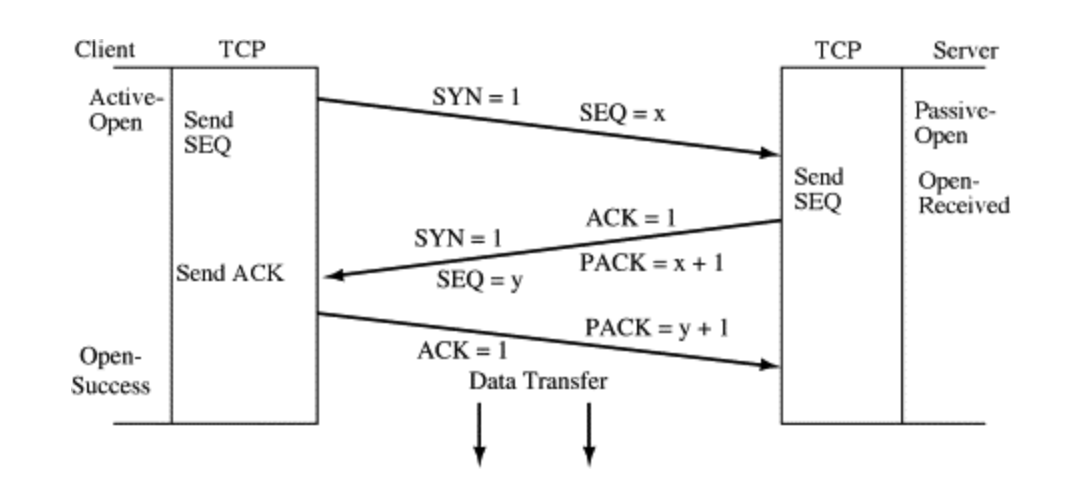 Client
TCP
TCP
Server
Active-
Open
Send
SEQ
SYN = 1
SEQ = x
Passive-
Open
Send
SEQ
Open-
Received
ACK = 1
SYN = 1
PACK = x + 1
SEQ = y
Send ACK
PACK = y + 1
ACK = 1
Open-
Success
Data Transfer